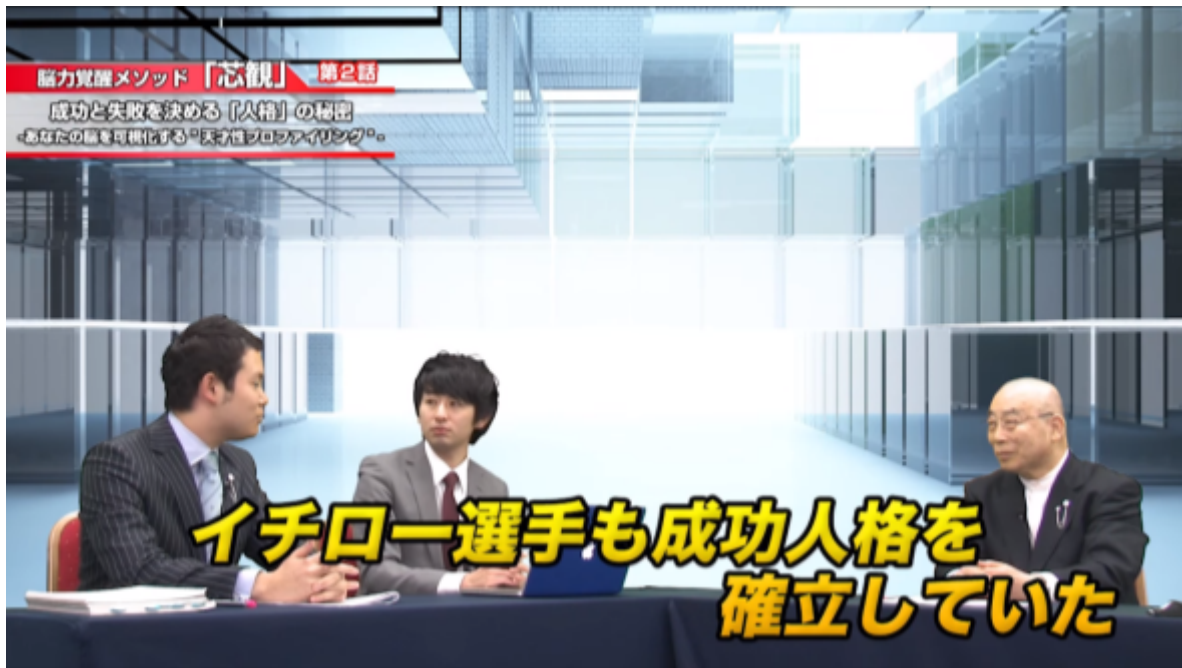 脳力覚醒メソッド「芯観」 第2話
成功と失敗を決める「人格」の秘密
-あなたの脳を可視化する"天才性プロファイリング"-
イチロー選手も成功人格を
確立していた